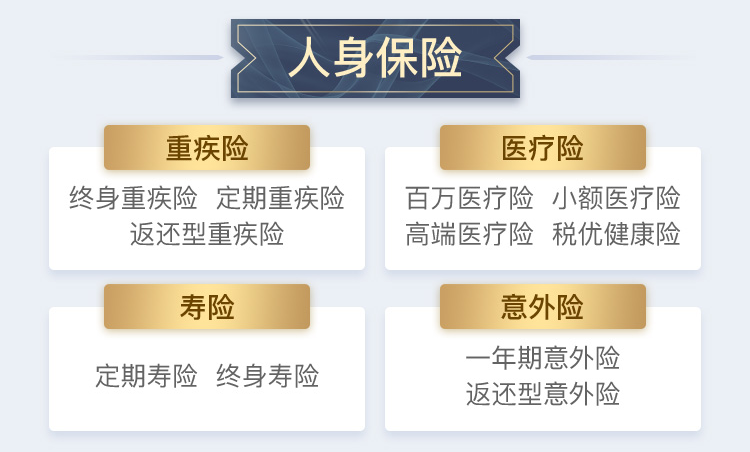 人身保险
重疾险
终身重疾险 定期重疾险
返还型重疾险
医疗险
百万医疗险 小额医疗险
高端医疗险 税优健康险
寿险
定期寿险 终身寿险
意外险
一年期意外险
返还型意外险